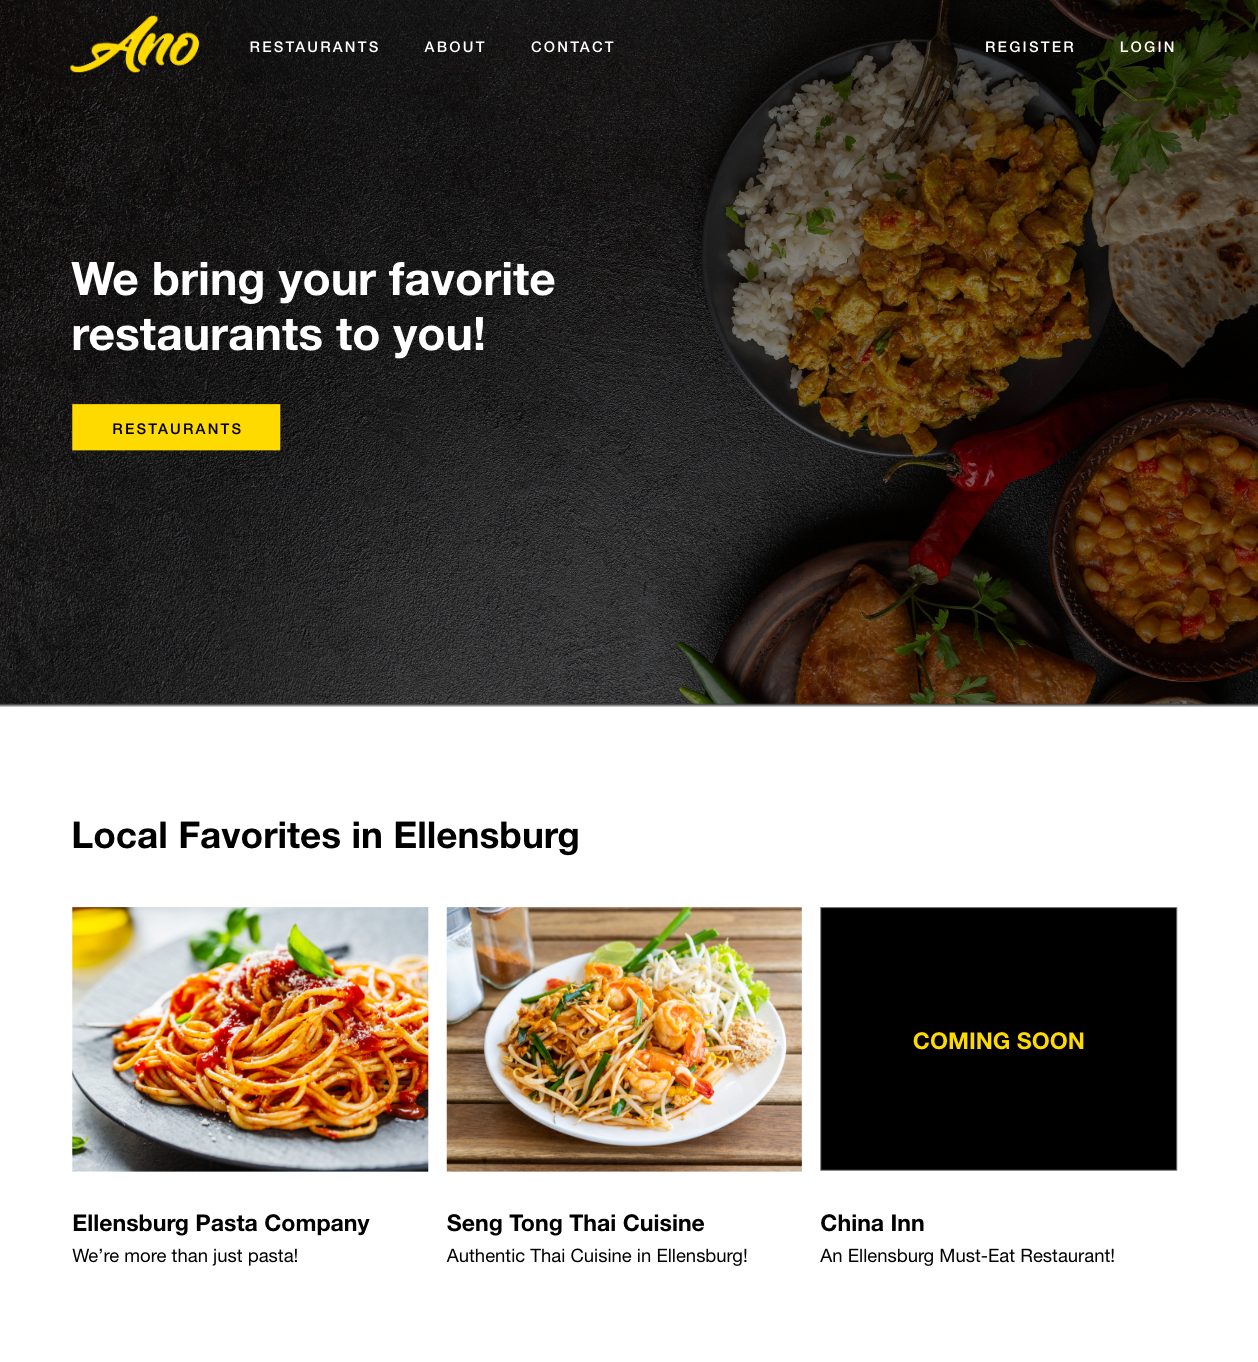 Ano
RESTAURANTS
ABOUT
CONTACT
REGISTER
LOGIN
We bring your favorite
restaurants to you!
RESTAURANTS
Local Favorites in Ellensburg
COMING SOON
Ellensburg Pasta Company
We’re more than just pasta!
Seng Tong Thai Cuisine
Authentic Thai Cuisine in Ellensburg!
China Inn
An Ellensburg Must-Eat Restaurant!